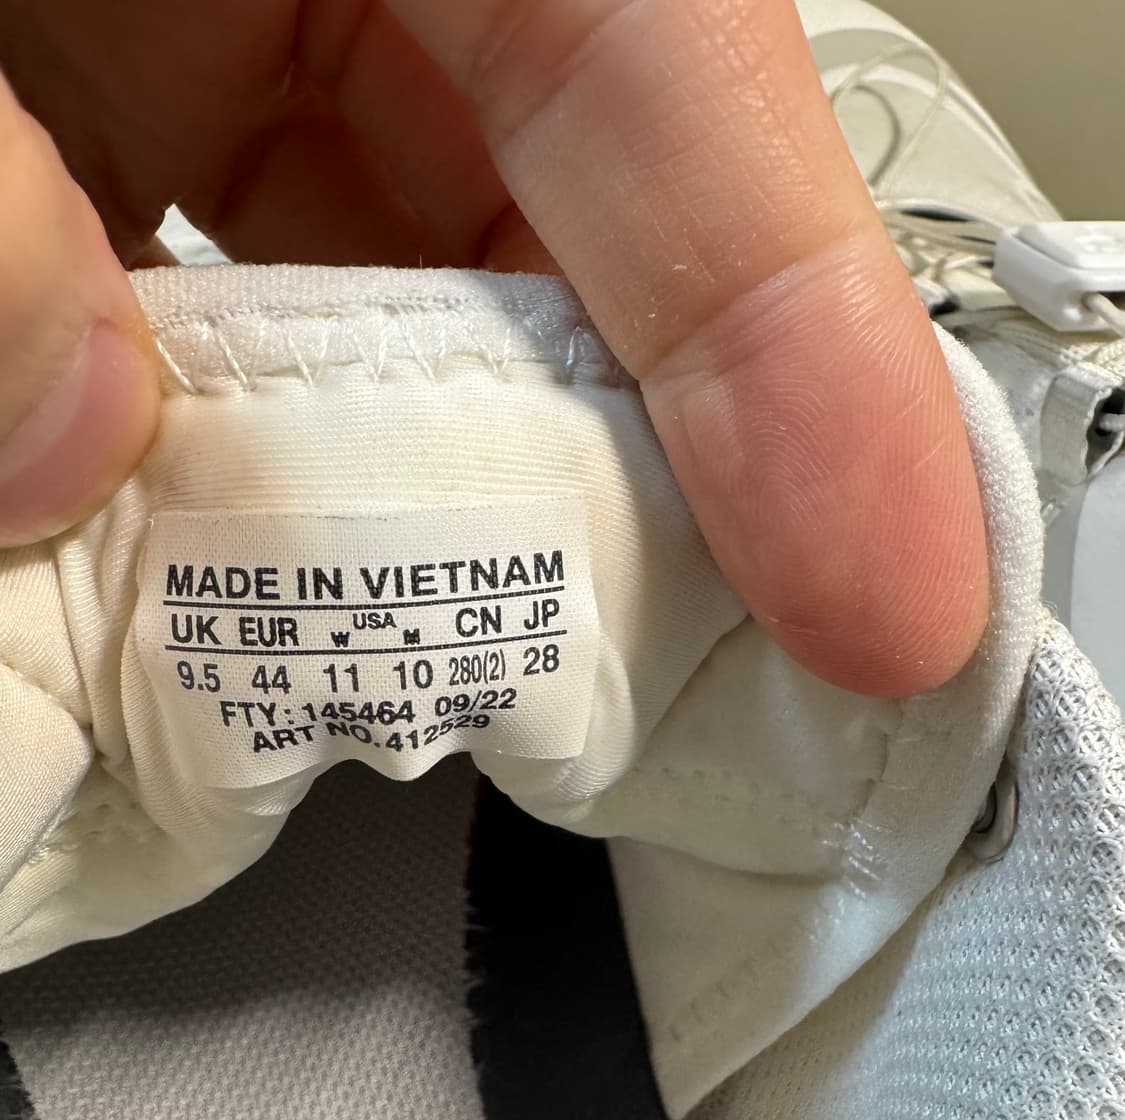 MADE IN VIETNAM
UK EUR W USA M CN JP
9.5 44 11 10 280(2) 28
FTY: 145464 09/22
ART NO. 412529